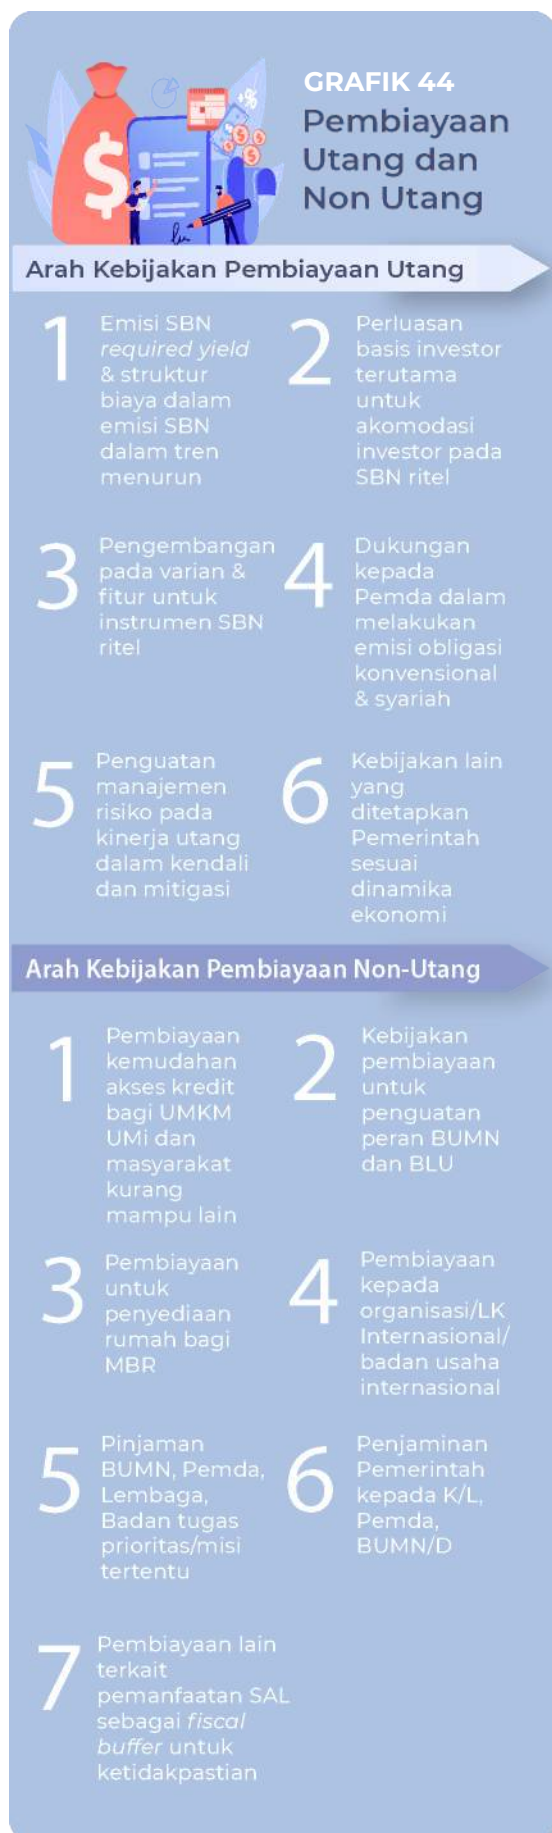 GRAFIK 44
Pembiayaan
Utang dan
Non Utang
Arah Kebijakan Pembiayaan Utang
1
Emisi SBN
required yield
& struktur
biaya dalam
emisi SBN
dalam tren
menurun
2
Perluasan
basis investor
terutama
untuk
akomodasi
investor pada
SBN ritel
3
Pengembangan
pada varian &
fitur untuk
instrumen SBN
ritel
4
Dukungan
kepada
Pemda dalam
melakukan
emisi obligasi
konvensional
& syariah
5
Penguatan
manajemen
risiko pada
kinerja utang
dalam kendali
dan mitigasi
6
Kebijakan lain
yang
ditetapkan
Pemerintah
sesuai
dinamika
ekonomi
Arah Kebijakan Pembiayaan Non-Utang
1
Pembiayaan
kemudahan
akses kredit
bagi UMKM
UMi dan
masyarakat
kurang
mampu lain
2
Kebijakan
pembiayaan
untuk
penguatan
peran BUMN
dan BLU
3
Pembiayaan
untuk
penyediaan
rumah bagi
MBR
4
Pembiayaan
kepada
organisasi/LK
Internasional/
badan usaha
internasional
5
Pinjaman
BUMN, Pemda,
Lembaga,
Badan tugas
prioritas/misi
tertentu
6
Penjaminan
Pemerintah
kepada K/L,
Pemda,
BUMN/D
7
Pembiayaan lain
terkait
pemanfaatan SAL
sebagai fiscal
buffer untuk
ketidakpastian